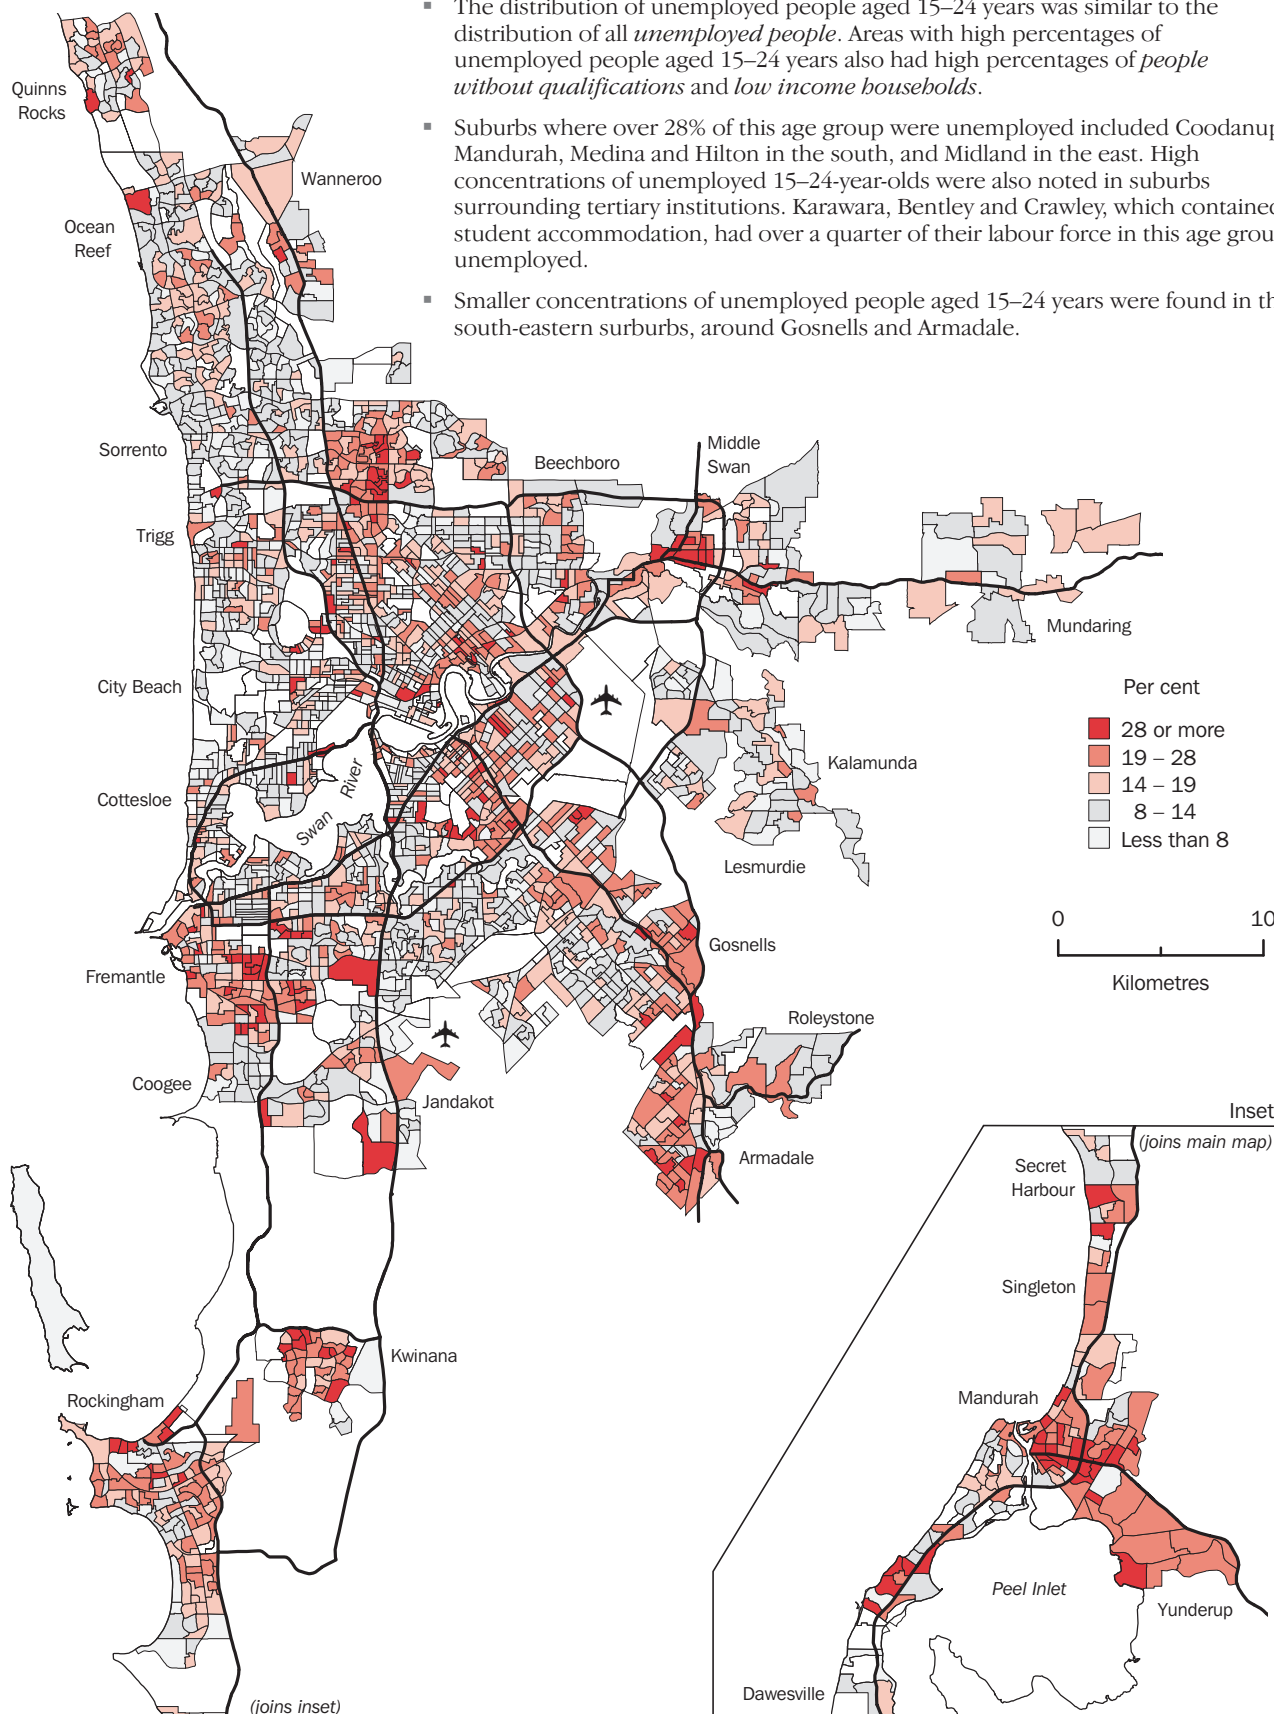 ▪ The distribution of unemployed people aged 15–24 years was similar to the
distribution of all unemployed people. Areas with high percentages of
unemployed people aged 15–24 years also had high percentages of people
without qualifications and low income households.
▪ Suburbs where over 28% of this age group were unemployed included Coodanup
Mandurah, Medina and Hilton in the south, and Midland in the east. High
concentrations of unemployed 15–24-year-olds were also noted in suburbs
surrounding tertiary institutions. Karawara, Bentley and Crawley, which contained
student accommodation, had over a quarter of their labour force in this age grou
unemployed.
▪ Smaller concentrations of unemployed people aged 15–24 years were found in th
south-eastern surburbs, around Gosnells and Armadale.
Quinns
Rocks
Wanneroo
Ocean
Reef
Sorrento
Beechboro
Middle
Swan
Trigg
Mundaring
City Beach
Per cent
28 or more
19 – 28
14 – 19
8 – 14
Less than 8
Kalamunda
Cottesloe
Swan River
Lesmurdie
0 10
Kilometres
Gosnells
Fremantle
Roleystone
Coogee
Jandakot
Armadale
Inset
(joins main map)
Secret
Harbour
Singleton
Kwinana
Rockingham
Mandurah
Peel Inlet
Yunderup
Dawesville
(joins inset)